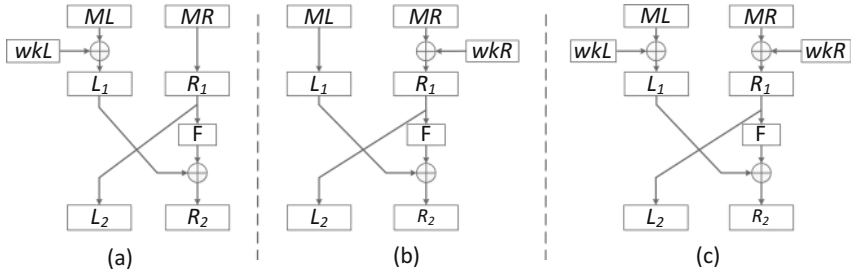 ML MR ML MR ML MR
wkL wkR wkL wkR
L1 R1 L1 R1 L1 R1
F F F
L2 R2 L2 R2 L2 R2
(a) (b) (c)